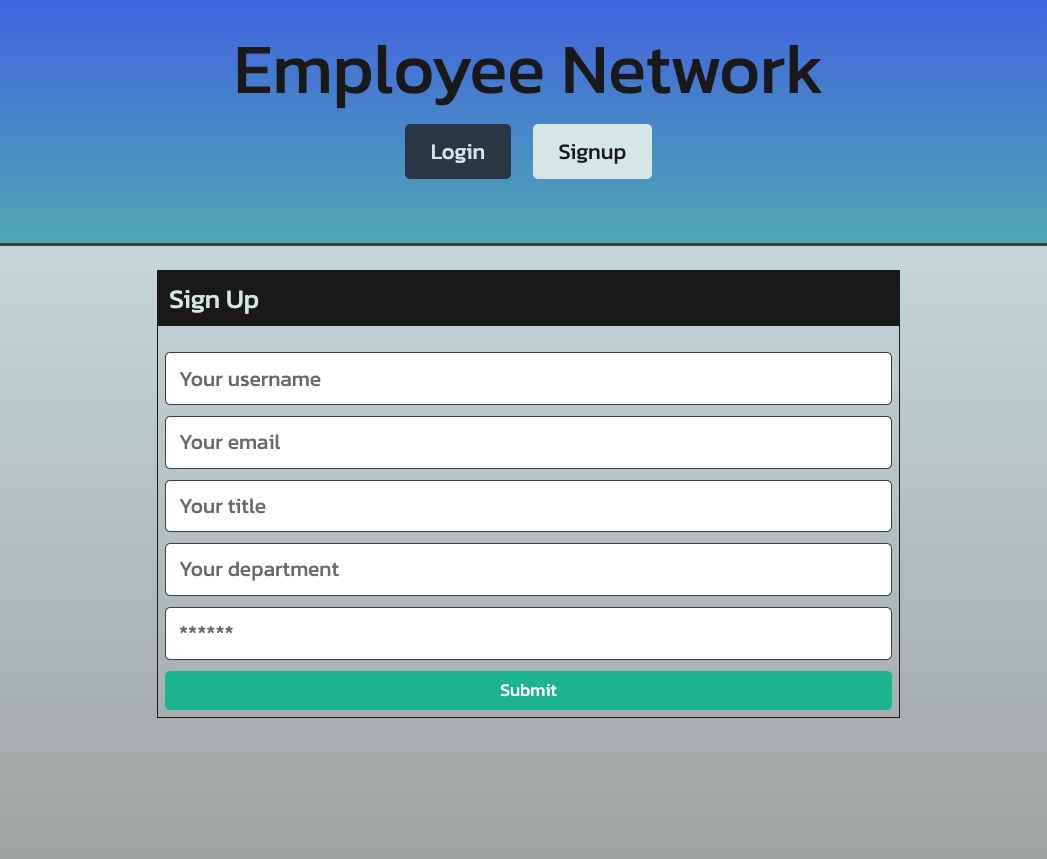 Employee Network
Login Signup
Sign Up
Your username
Your email
Your title
Your department
******
Submit